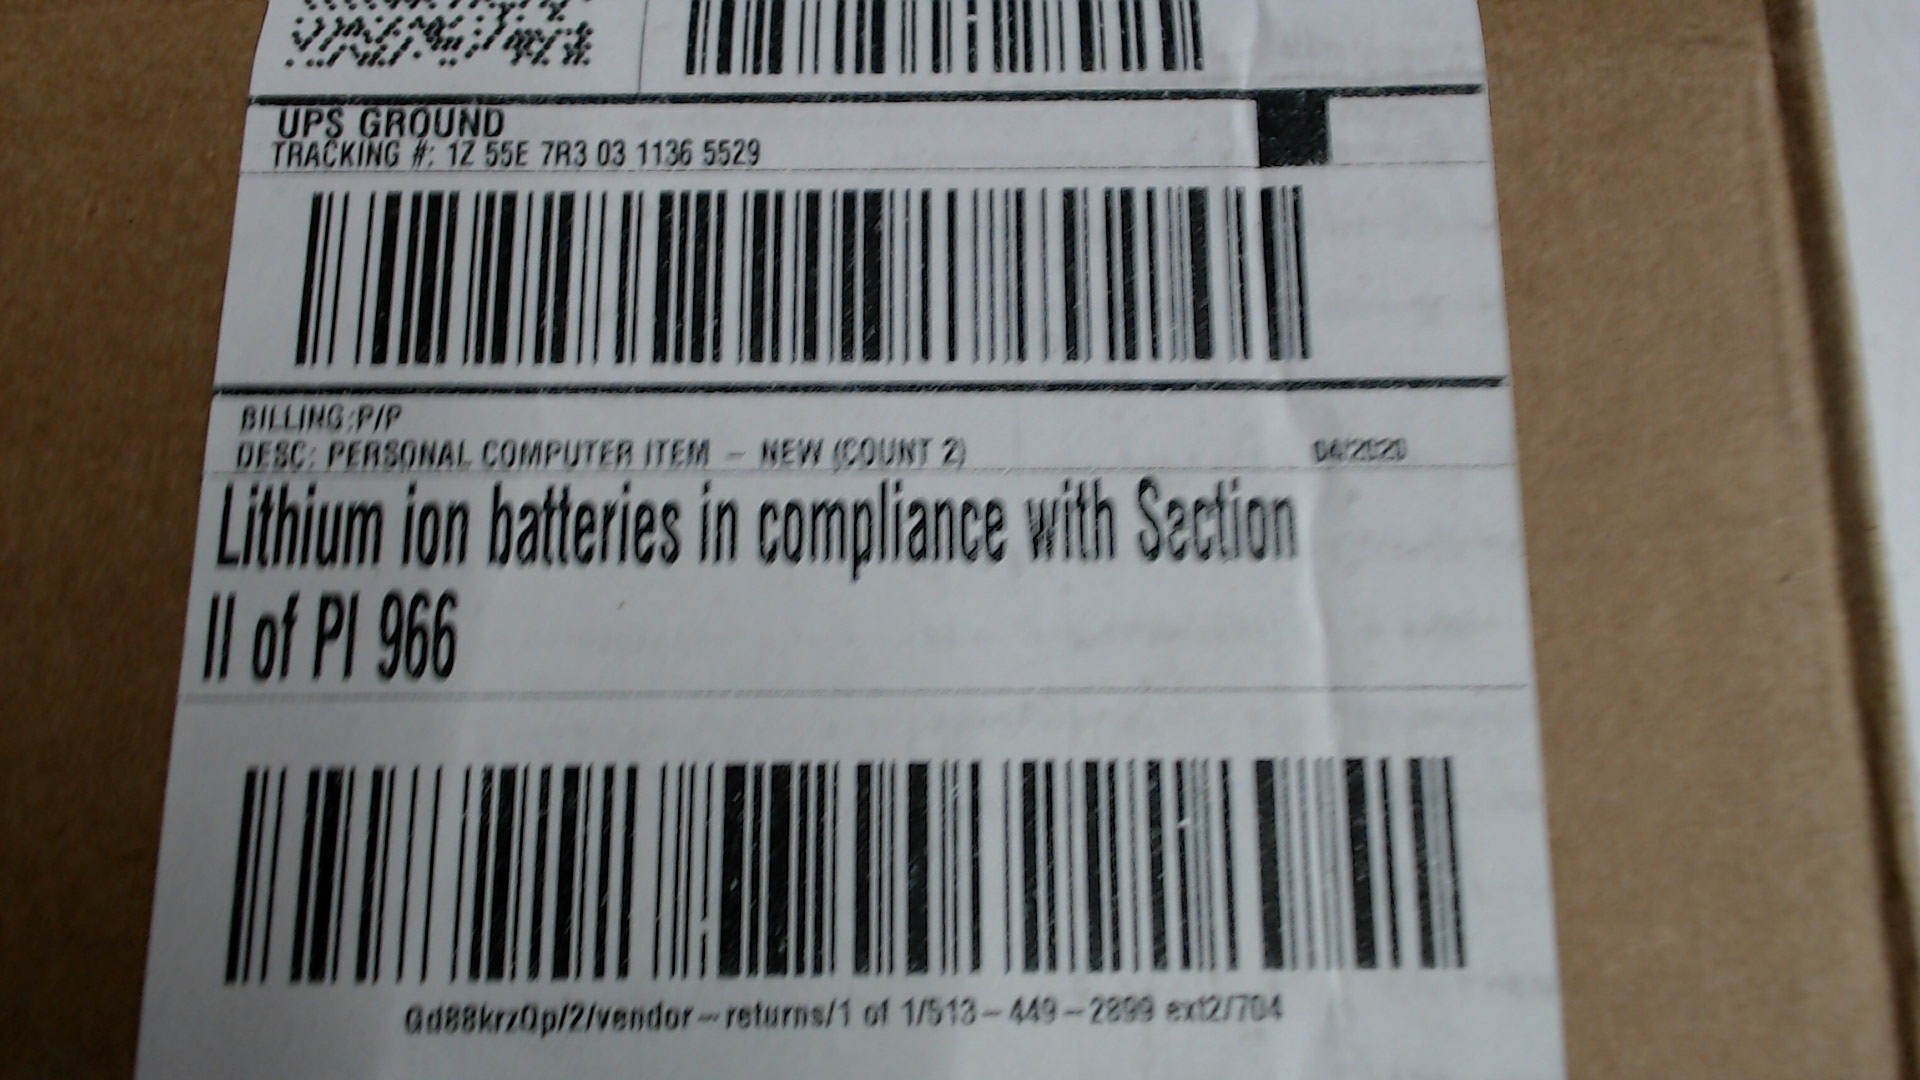 UPS GROUND
TRACKING #: 1Z 55E 7R3 03 1136 5529
BILLING:P/P
DESC: PERSONAL COMPUTER ITEM - NEW (COUNT 2) 04/2020
Lithium ion batteries in compliance with Section
II of PI 966
Gd88krz0p/2/vendor-returns/1 of 1/513-449-2899 ext2/704